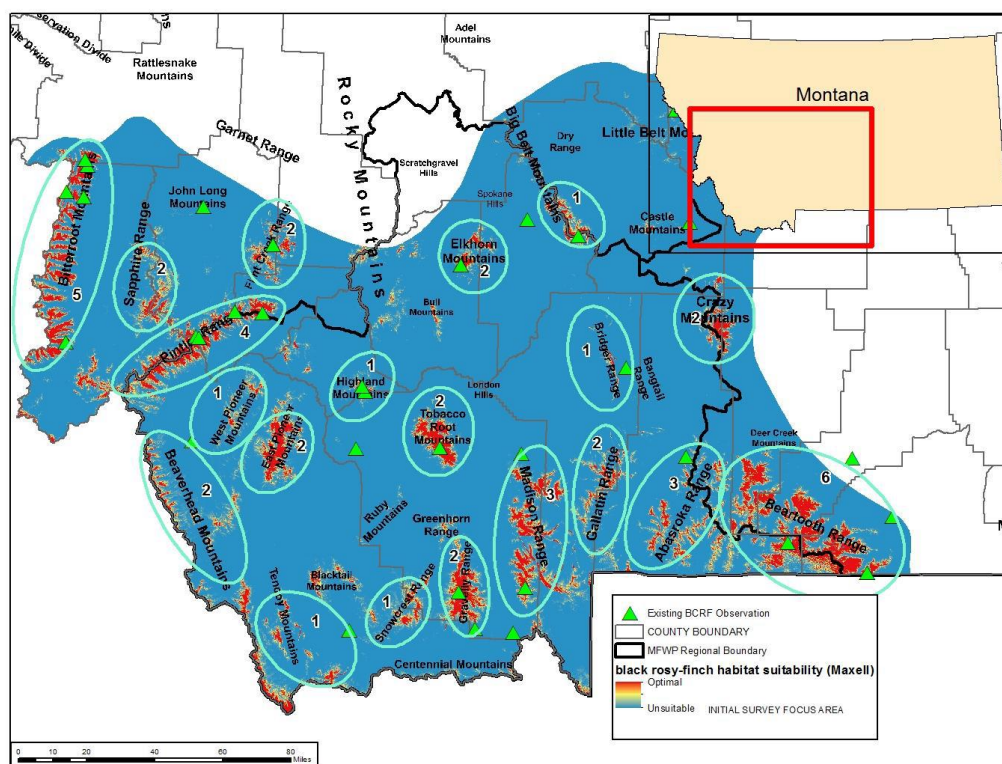 servation Divide
ule Divide
Rattlesnake
Mountains
Adel
Mountains
Garnet Range
Rocky Mountains
Scratchgravel
Hills
Big Belt Mountains
Dry
Range
Little Belt Mo
Montana
Bitterroot Mountains
John Long
Mountains
Spokane
Hills
1
Castle
Mountains
Sapphire Range
2
Flint Creek Range
2
Elkhorn
Mountains
2
5
Bull
Mountains
Crazy
Mountains
2
4
1
Bridger Range
Bangtail
Range
1
West Pioneer
Mountains
1
Highland
Mountains
London
Hills
2
Tobacco
Root
Mountains
East Pioneer
Mountains
2
Deer Creek
Mountains
2
Beaverhead Mountains
Madison Range
3
2
Gallatin Range
3
Abasroka Range
6
Beartooth Range
Ruby
Mountains
Greenhorn
Range
2
Gravelly Range
Blacktail
Mountains
1
Tendoy Mountains
1
Snowcrest Range
Centennial Mountains
Existing BCRF Observation
COUNTY BOUNDARY
MFWP Regional Boundary
black rosy-finch habitat suitability (Maxell)
Optimal
Unsuitable
INITIAL SURVEY FOCUS AREA
0 10 20 40 60 80
Miles